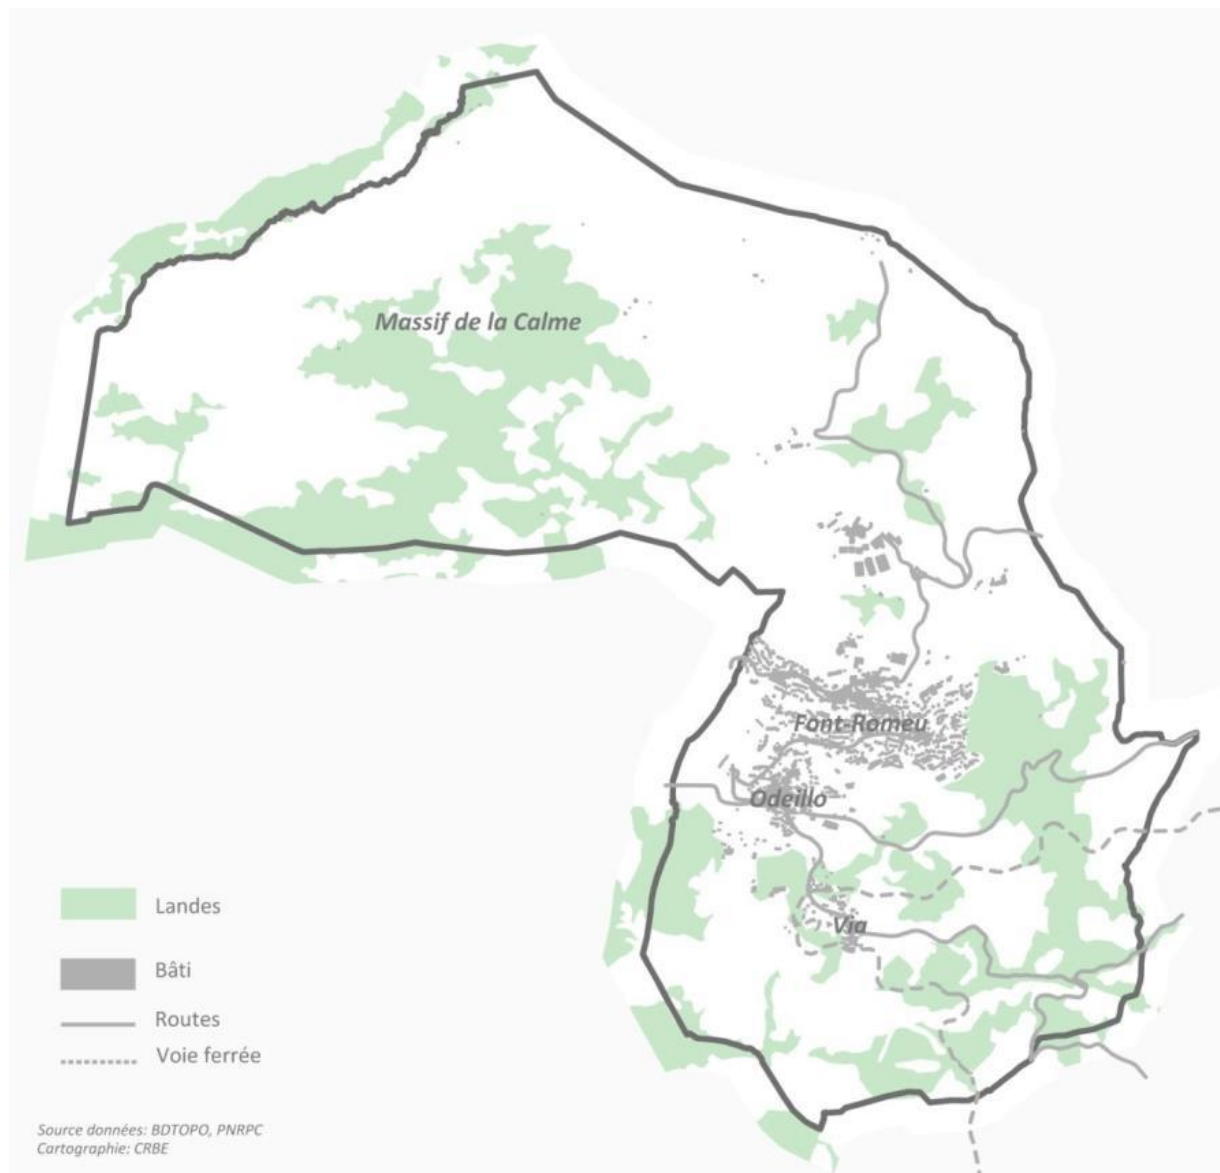 Massif de la Calme
Font-Romeu
Odeillo
Via
Landes
Bâti
Routes
Voie ferrée
Source données: BDTOPO, PNRPC
Cartographie: CRBE